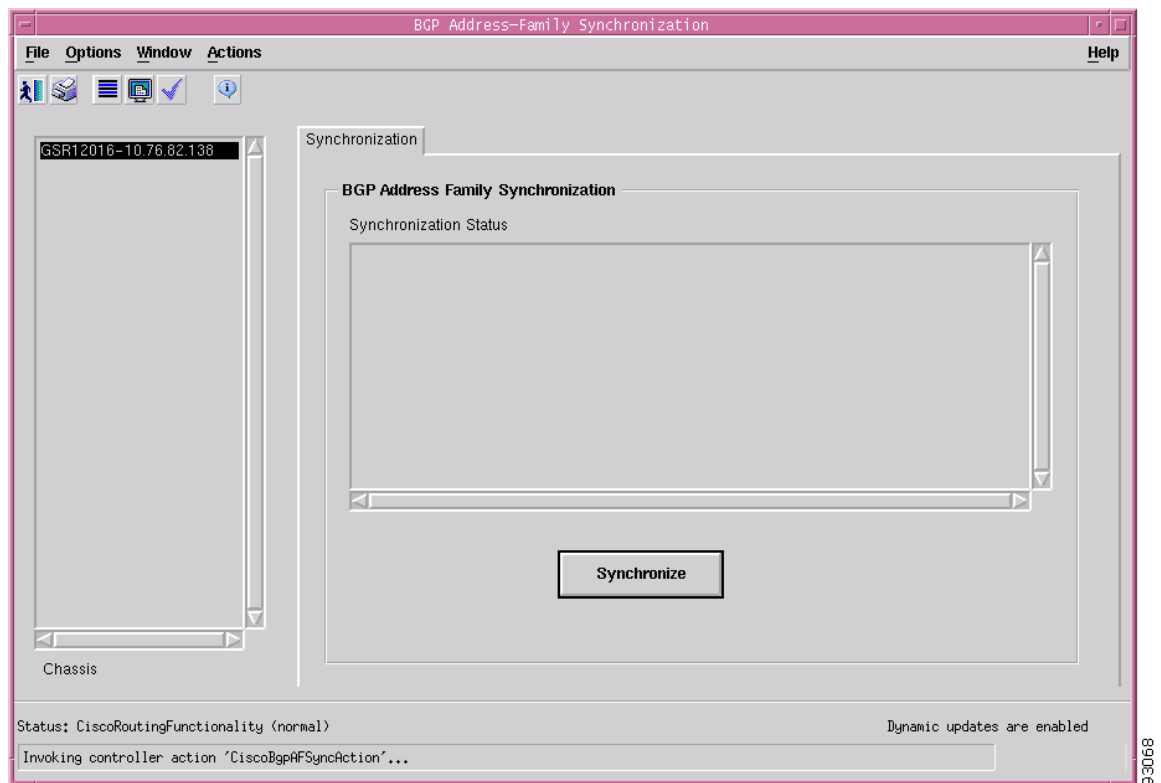 BGP Address-Family Synchronization
File Options Window Actions Help
GSR12016-10.76.82.138
Synchronization
BGP Address Family Synchronization
Synchronization Status
Synchronize
Chassis
Status: CiscoRoutingFunctionality (normal) Dynamic updates are enabled
Invoking controller action 'CiscoBgpAFSyncAction'...
93068